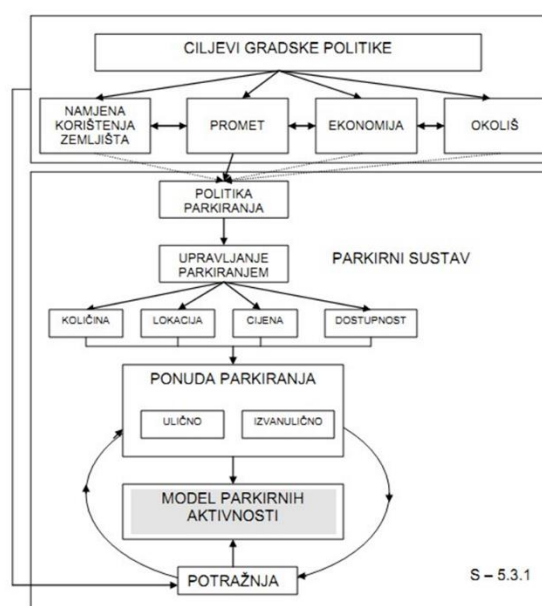 CILJEVI GRADSKE POLITIKE
NAMJENA
KORIŠTENJA
ZEMLJIŠTA
PROMET
EKONOMIJA
OKOLIŠ
POLITIKA
PARKIRANJA
UPRAVLJANJE
PARKIRANJEM
PARKIRNI SUSTAV
KOLIČINA
LOKACIJA
CIJENA
DOSTUPNOST
PONUDA PARKIRANJA
ULIČNO
IZVANULIČNO
MODEL PARKIRNIH
AKTIVNOSTI
POTRAŽNJA
S – 5.3.1